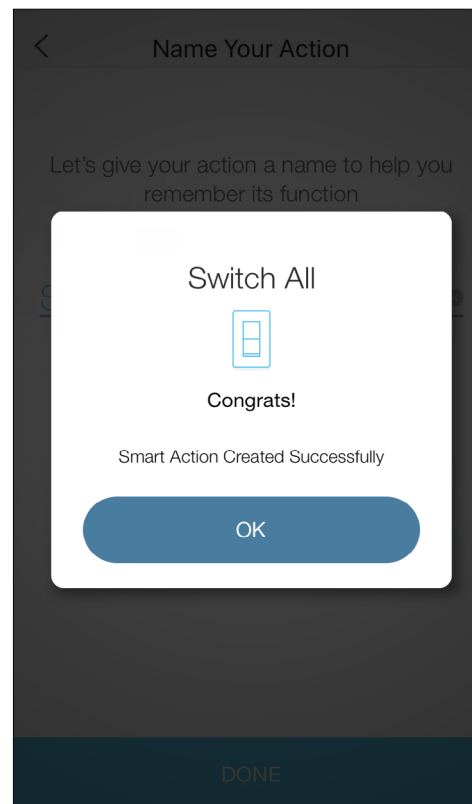 Name Your Action
Let's give your action a name to help you
remember its function
Switch All
Congrats!
Smart Action Created Successfully
OK
DONE